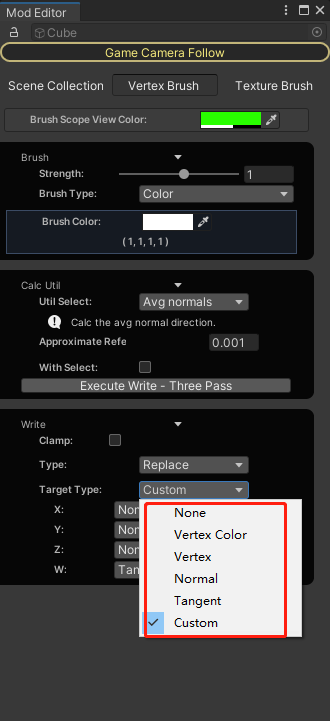 Mod Editor
Cube
Game Camera Follow
Scene Collection Vertex Brush Texture Brush
Brush Scope View Color:
Brush
Strength: 1
Brush Type: Color
Brush Color:
( 1, 1, 1, 1 )
Calc Util
Util Select: Avg normals
Calc the avg normal direction.
Approximate Refe 0.001
With Select:
Execute Write - Three Pass
Write
Clamp:
Type: Replace
Target Type: Custom
X: Non
Y: Non
Z: Non
W: Tan
None
Vertex Color
Vertex
Normal
Tangent
Custom